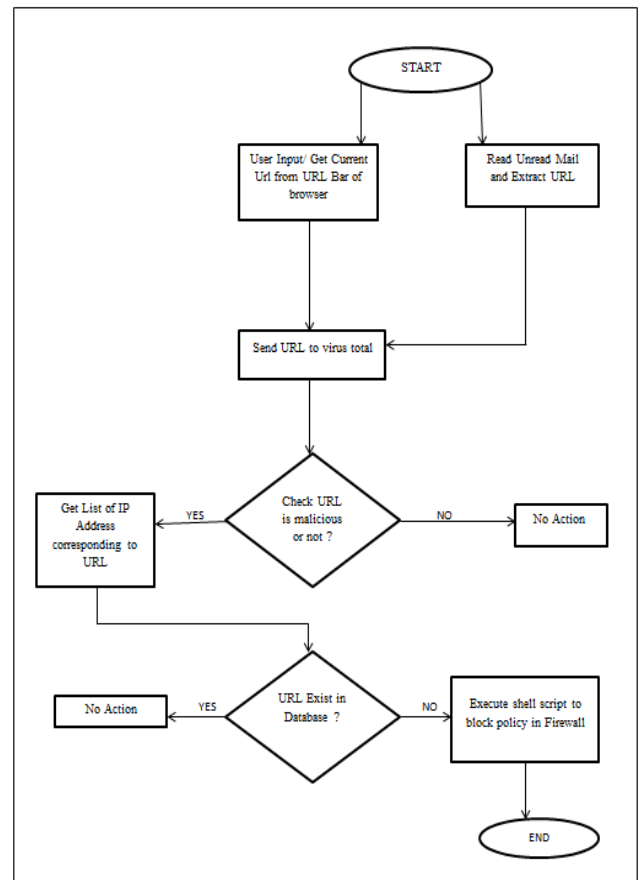 START
User Input/ Get Current
Url from URL Bar of
browser
Read Unread Mail
and Extract URL
Send URL to virus total
Check URL
is malicious
or not ?
YES
NO
Get List of IP
Address
corresponding to
URL
No Action
URL Exist in
Database ?
YES
NO
No Action
Execute shell script to
block policy in Firewall
END